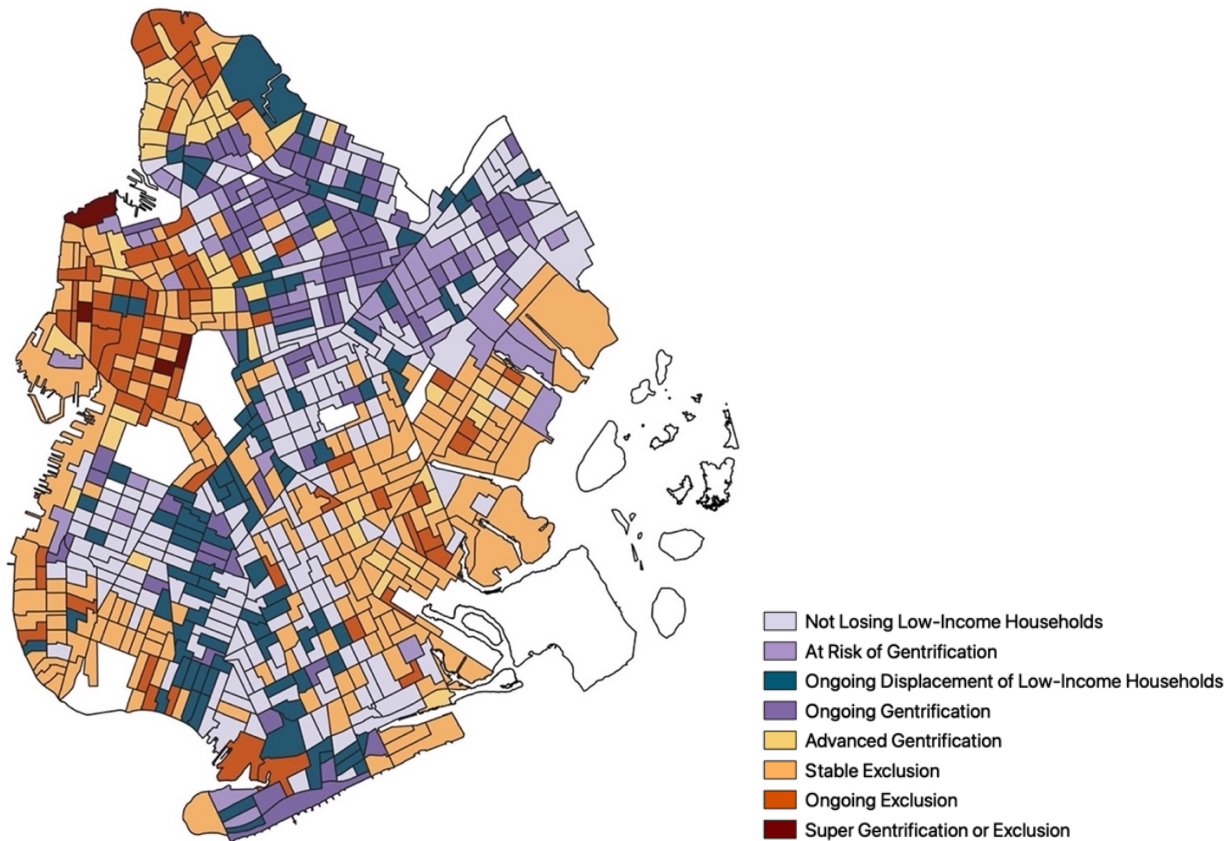 Not Losing Low-Income Households
At Risk of Gentrification
Ongoing Displacement of Low-Income Households
Ongoing Gentrification
Advanced Gentrification
Stable Exclusion
Ongoing Exclusion
Super Gentrification or Exclusion